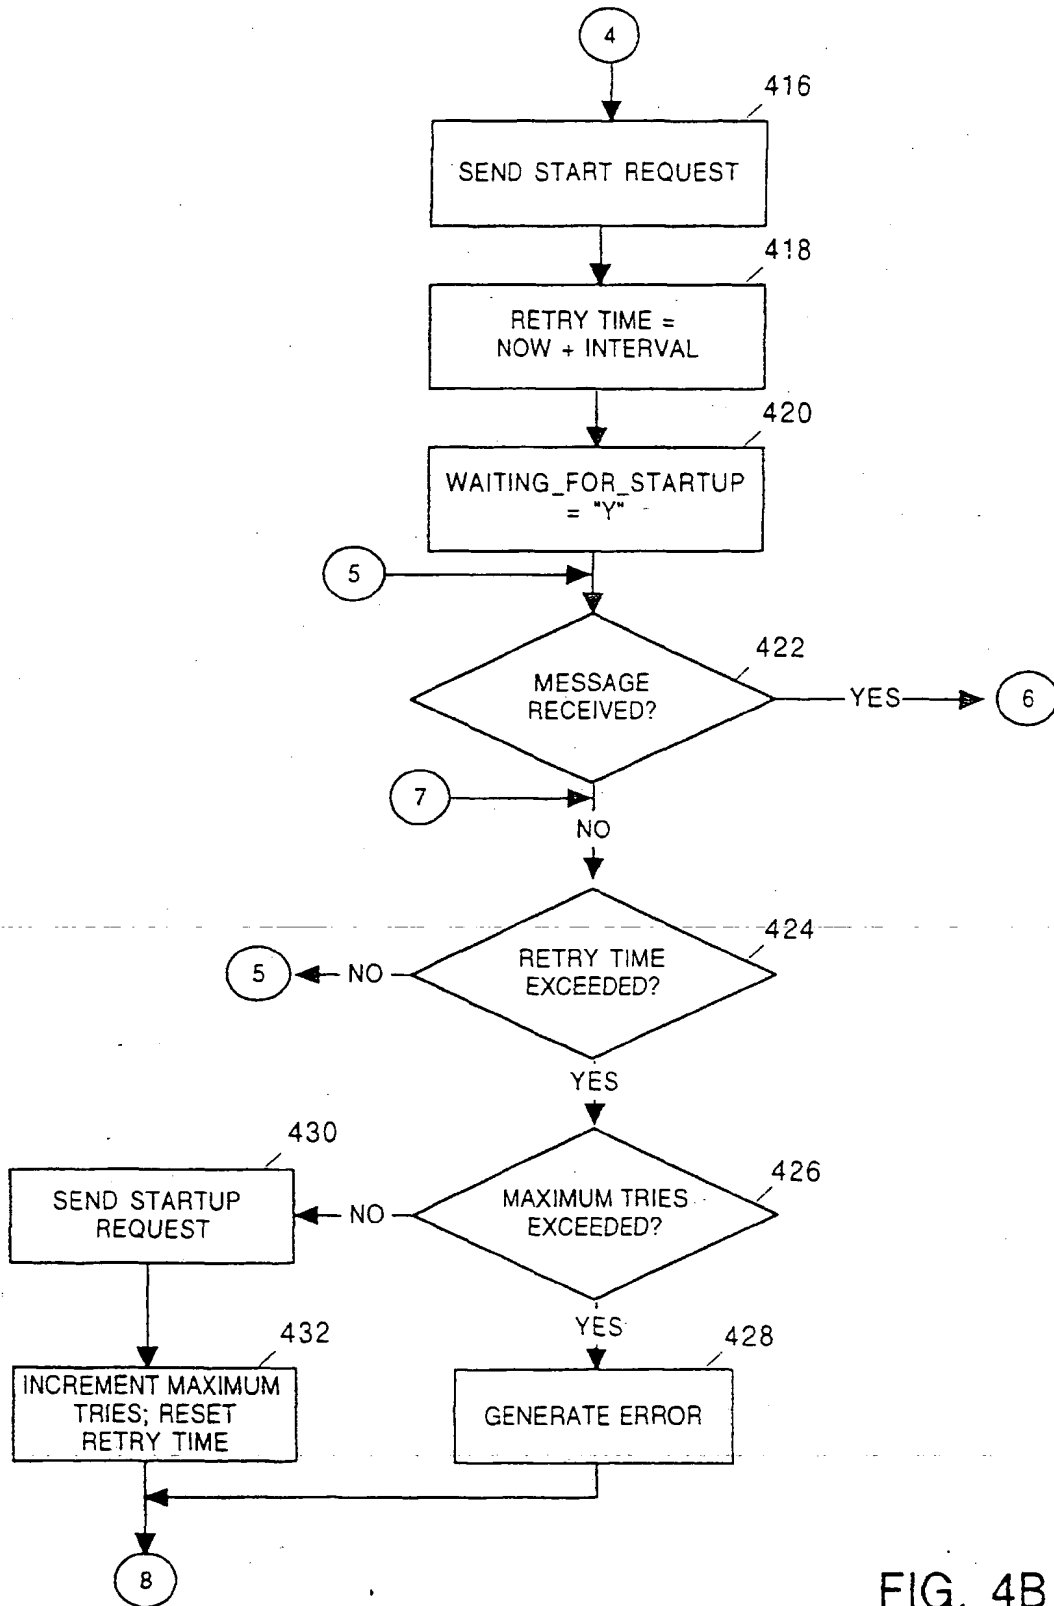 4
416
SEND START REQUEST
418
RETRY TIME =
NOW + INTERVAL
420
WAITING_FOR_STARTUP
= "Y"
5
422
MESSAGE
RECEIVED?
YES
6
7
NO
424
RETRY TIME
EXCEEDED?
NO
5
YES
430
426
SEND STARTUP
REQUEST
NO
MAXIMUM TRIES
EXCEEDED?
YES
432
428
INCREMENT MAXIMUM
TRIES; RESET
RETRY TIME
GENERATE ERROR
8
FIG. 4B